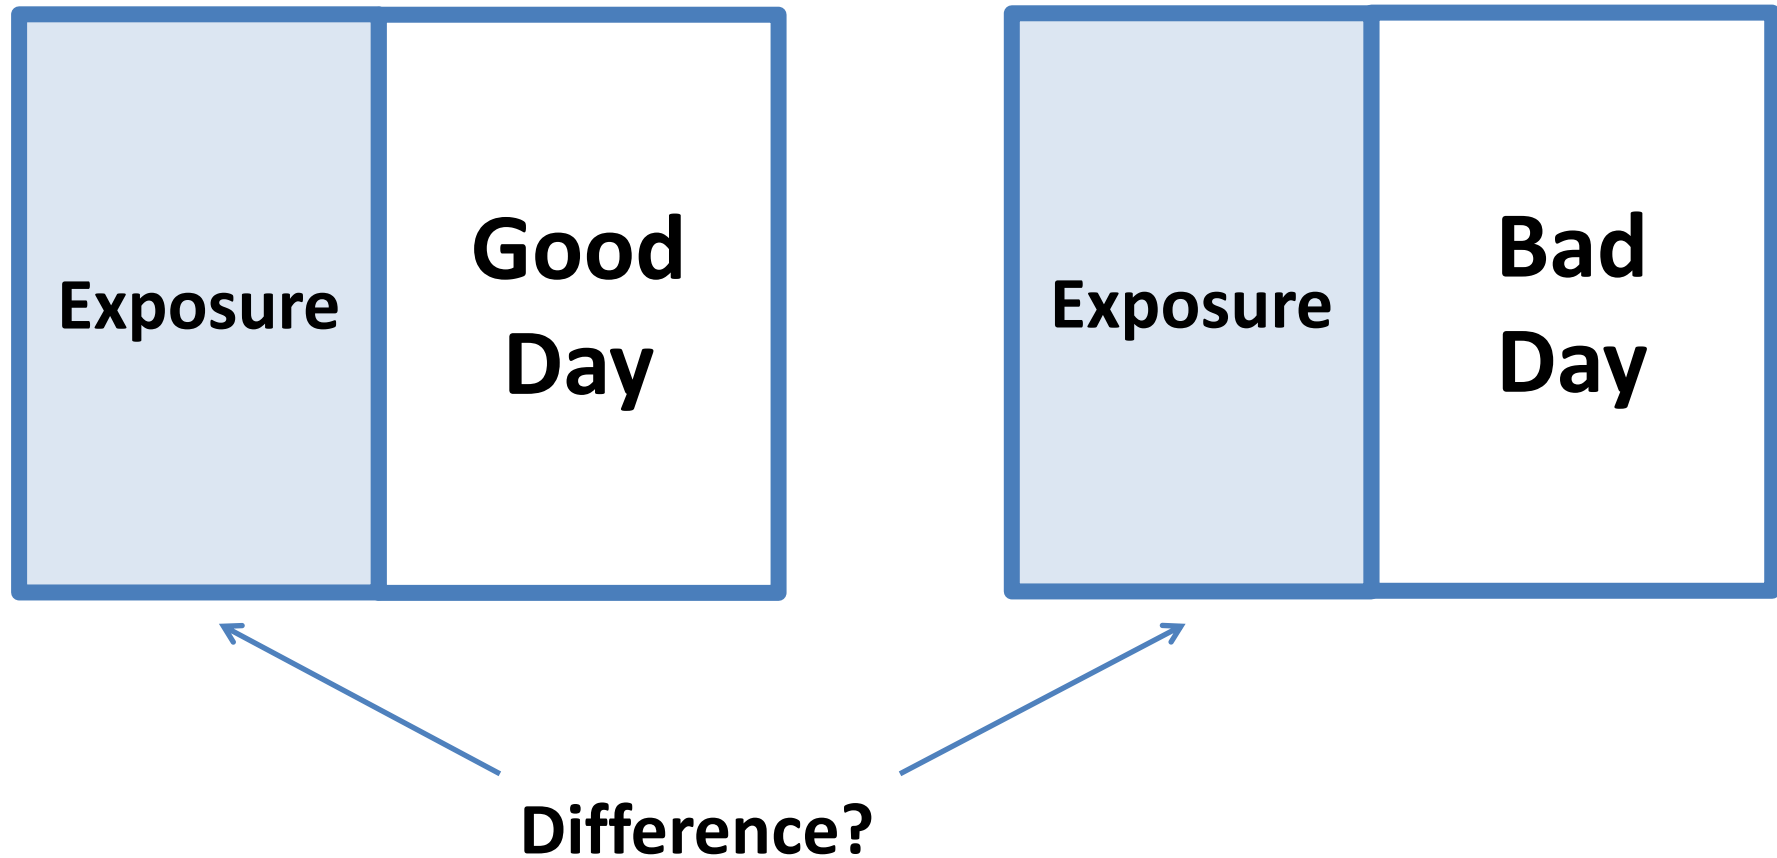 Exposure
Good
Day
Exposure
Bad
Day
Difference?